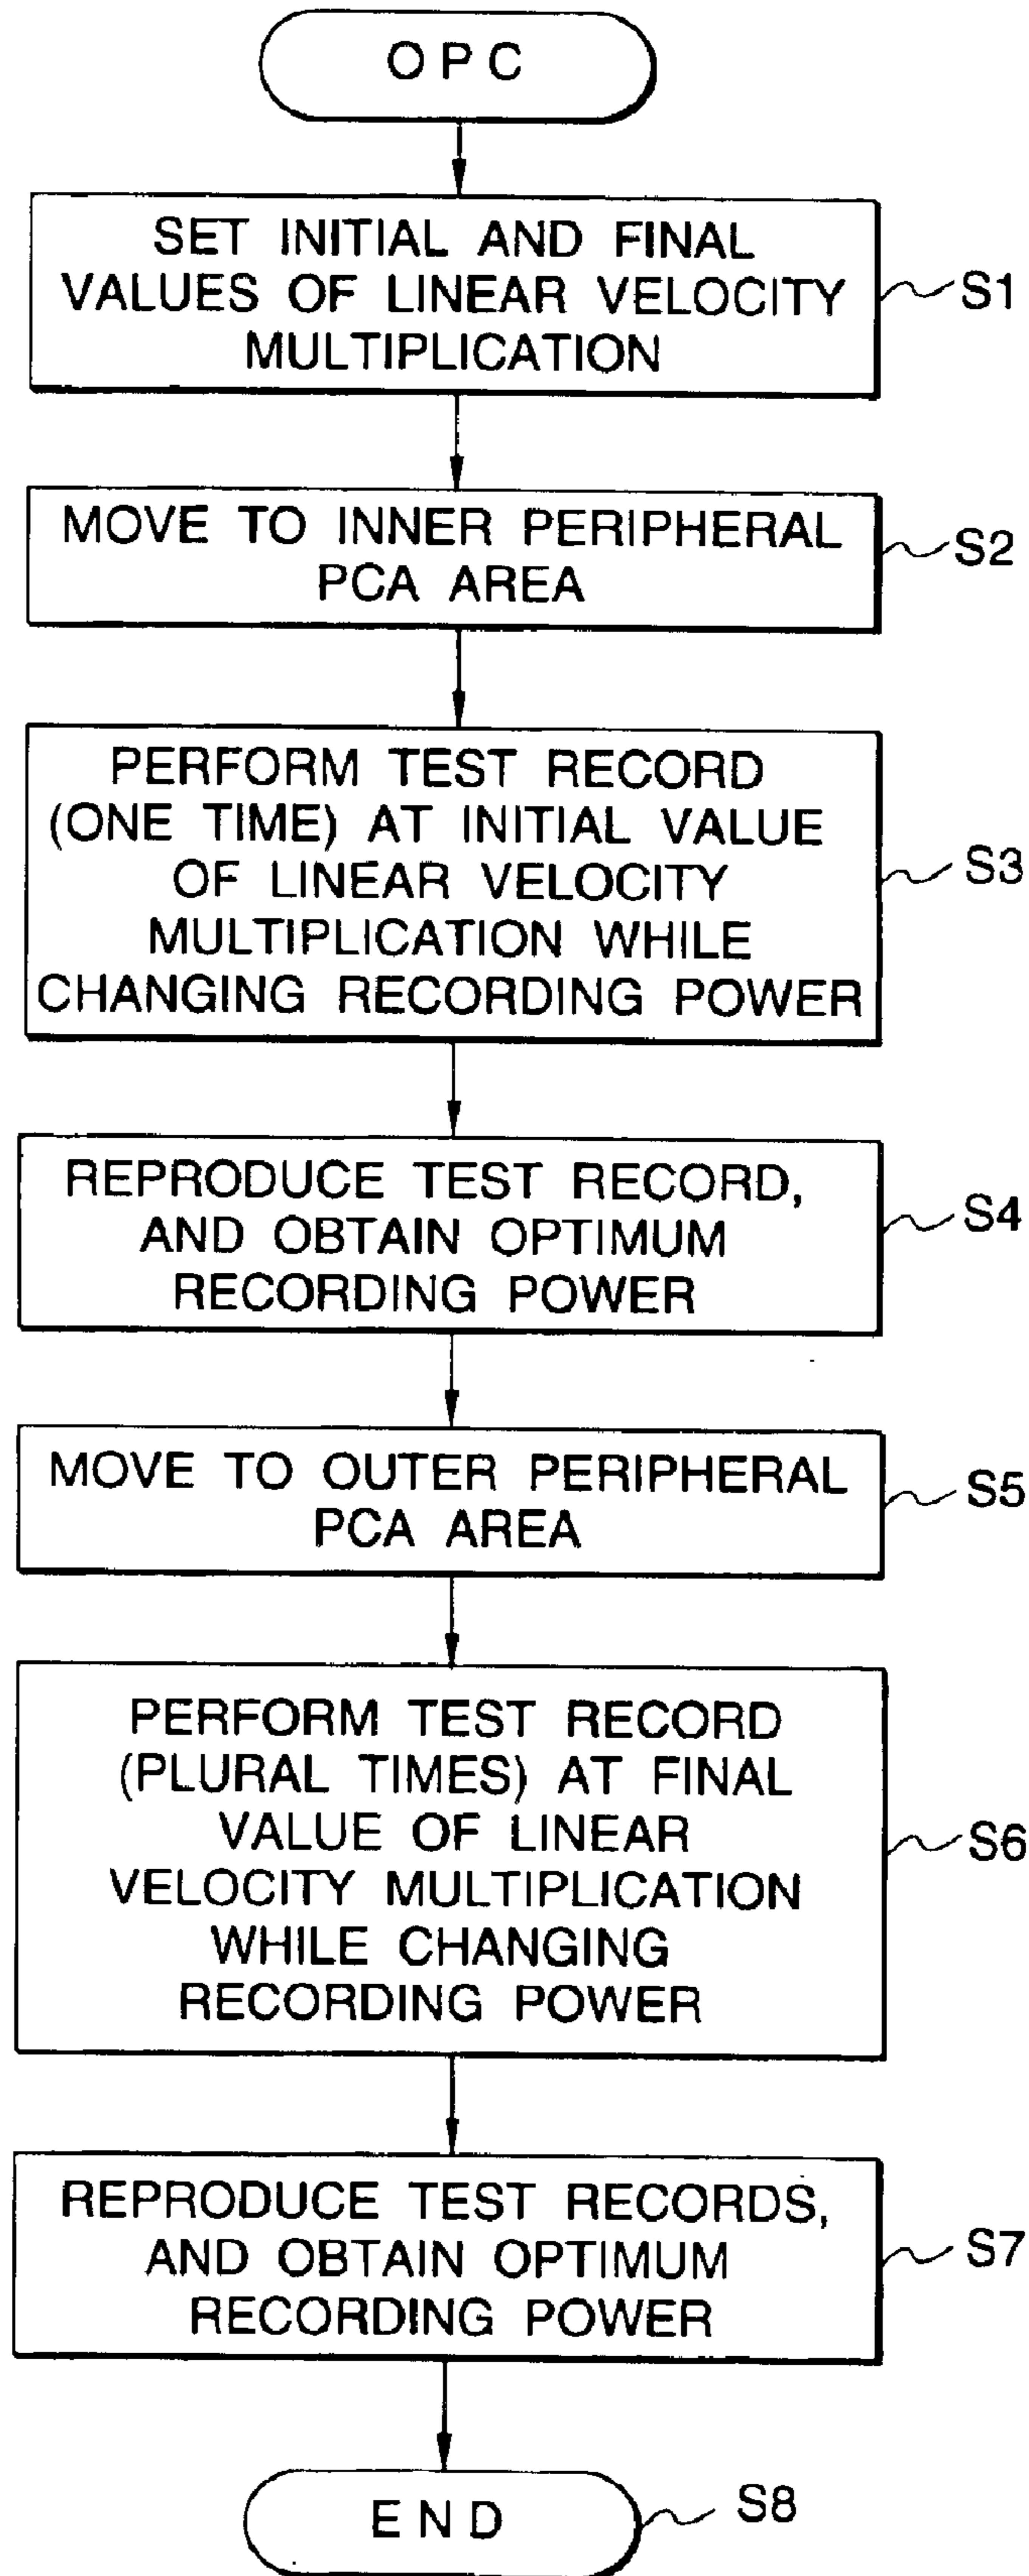 OPC
SET INITIAL AND FINAL
VALUES OF LINEAR VELOCITY
MULTIPLICATION
S1
MOVE TO INNER PERIPHERAL
PCA AREA
S2
PERFORM TEST RECORD
(ONE TIME) AT INITIAL VALUE
OF LINEAR VELOCITY
MULTIPLICATION WHILE
CHANGING RECORDING POWER
S3
REPRODUCE TEST RECORD,
AND OBTAIN OPTIMUM
RECORDING POWER
S4
MOVE TO OUTER PERIPHERAL
PCA AREA
S5
PERFORM TEST RECORD
(PLURAL TIMES) AT FINAL
VALUE OF LINEAR
VELOCITY MULTIPLICATION
WHILE CHANGING
RECORDING POWER
S6
REPRODUCE TEST RECORDS,
AND OBTAIN OPTIMUM
RECORDING POWER
S7
END
S8